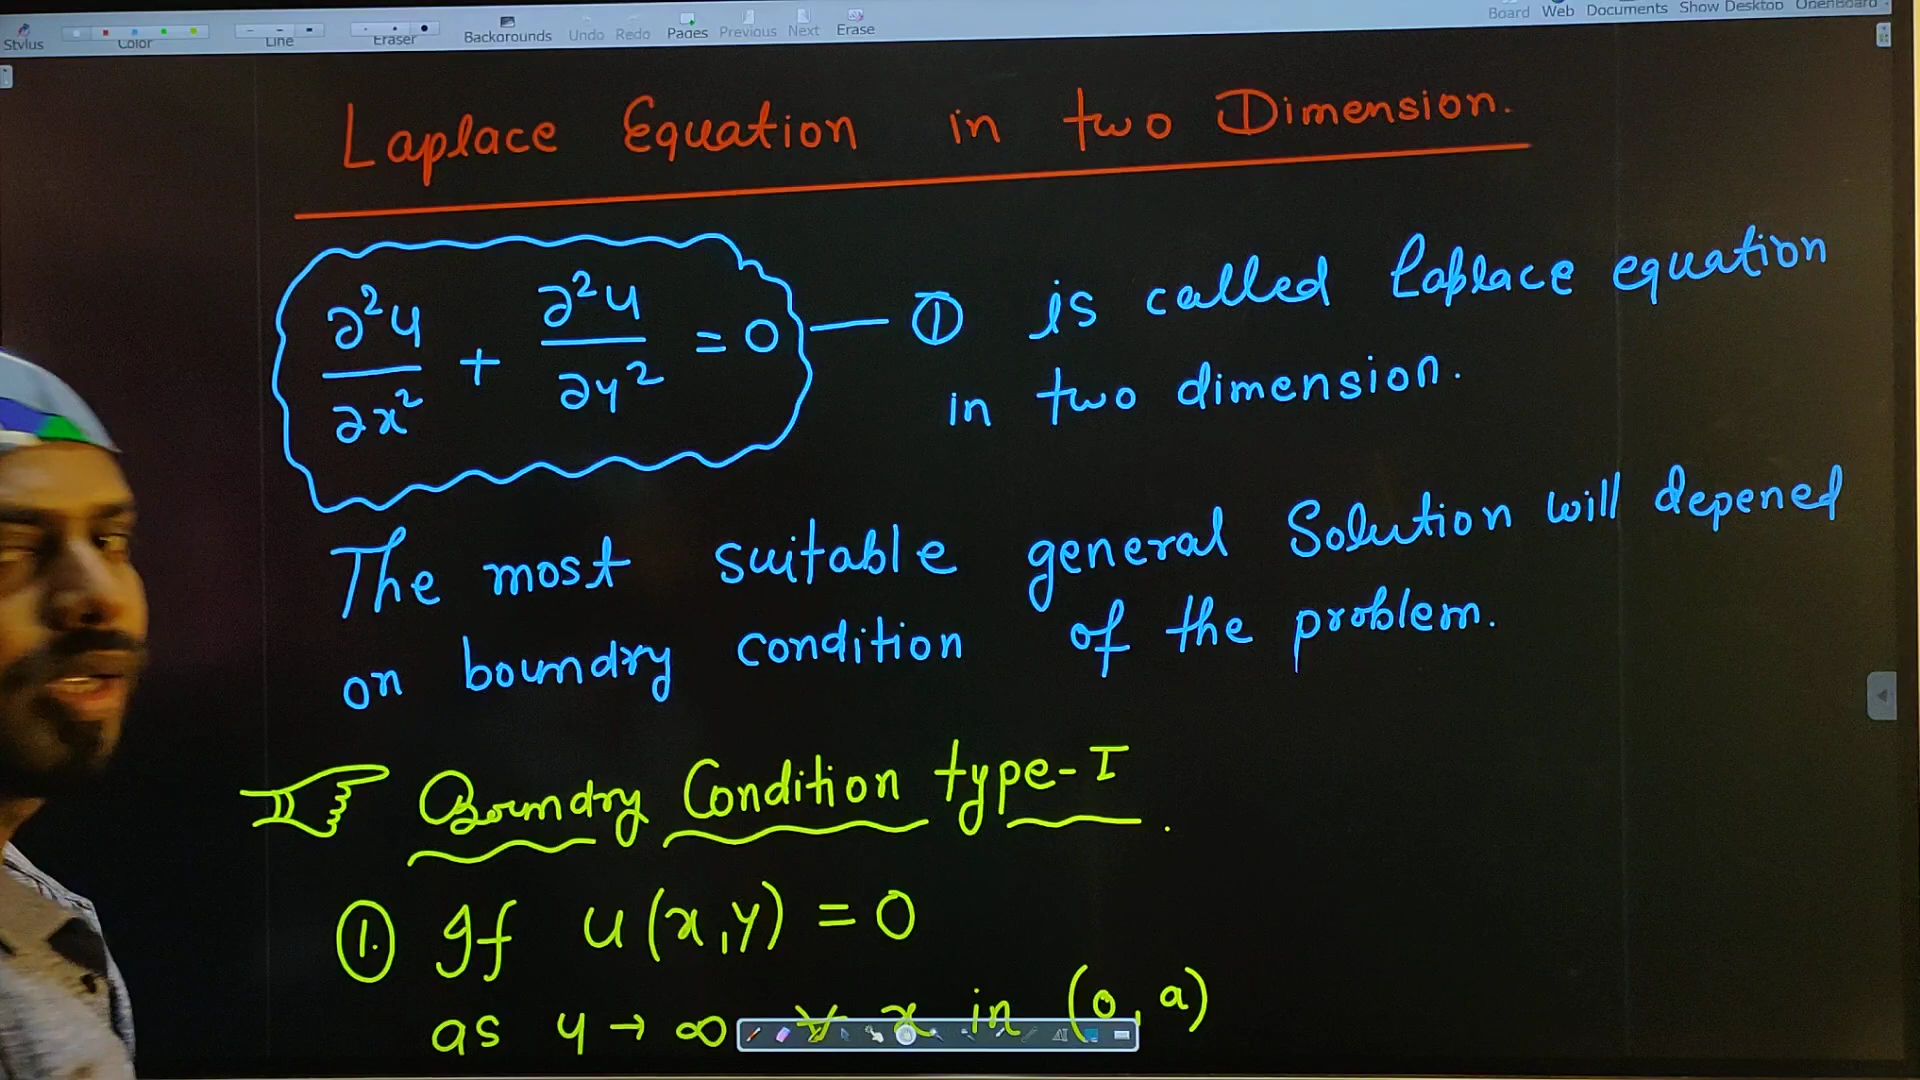 Stylus Color Line Eraser Backgrounds Undo Redo Pages Previous Next Erase Board Web Documents Show Desktop OpenBoard
Laplace Equation in two Dimension.
∂²u/∂x² + ∂²u/∂y² = 0 — ① is called Laplace equation
in two dimension.
The most suitable general Solution will depened
on boundry condition of the problem.
Boundry Condition type-I.
①. If u(x,y) = 0
as y → ∞ ∀ x in (0, a)